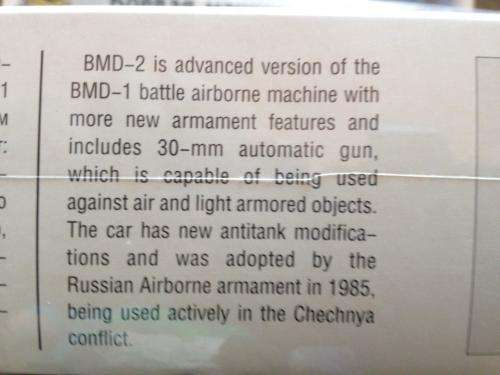 BMD-2 is advanced version of the
BMD-1 battle airborne machine with
more new armament features and
includes 30-mm automatic gun,
which is capable of being used
against air and light armored objects.
The car has new antitank modifica-
tions and was adopted by the
Russian Airborne armament in 1985,
being used actively in the Chechnya
conflict.